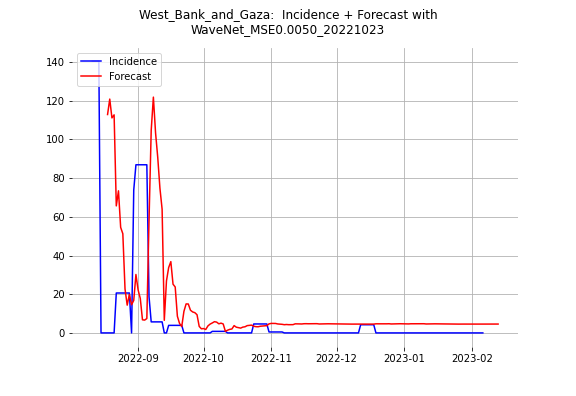 West_Bank_and_Gaza:  Incidence + Forecast with
WaveNet_MSE0.0050_20221023
Incidence
Forecast
140
120
100
80
60
40
20
0
2022-09 2022-10 2022-11 2022-12 2023-01 2023-02